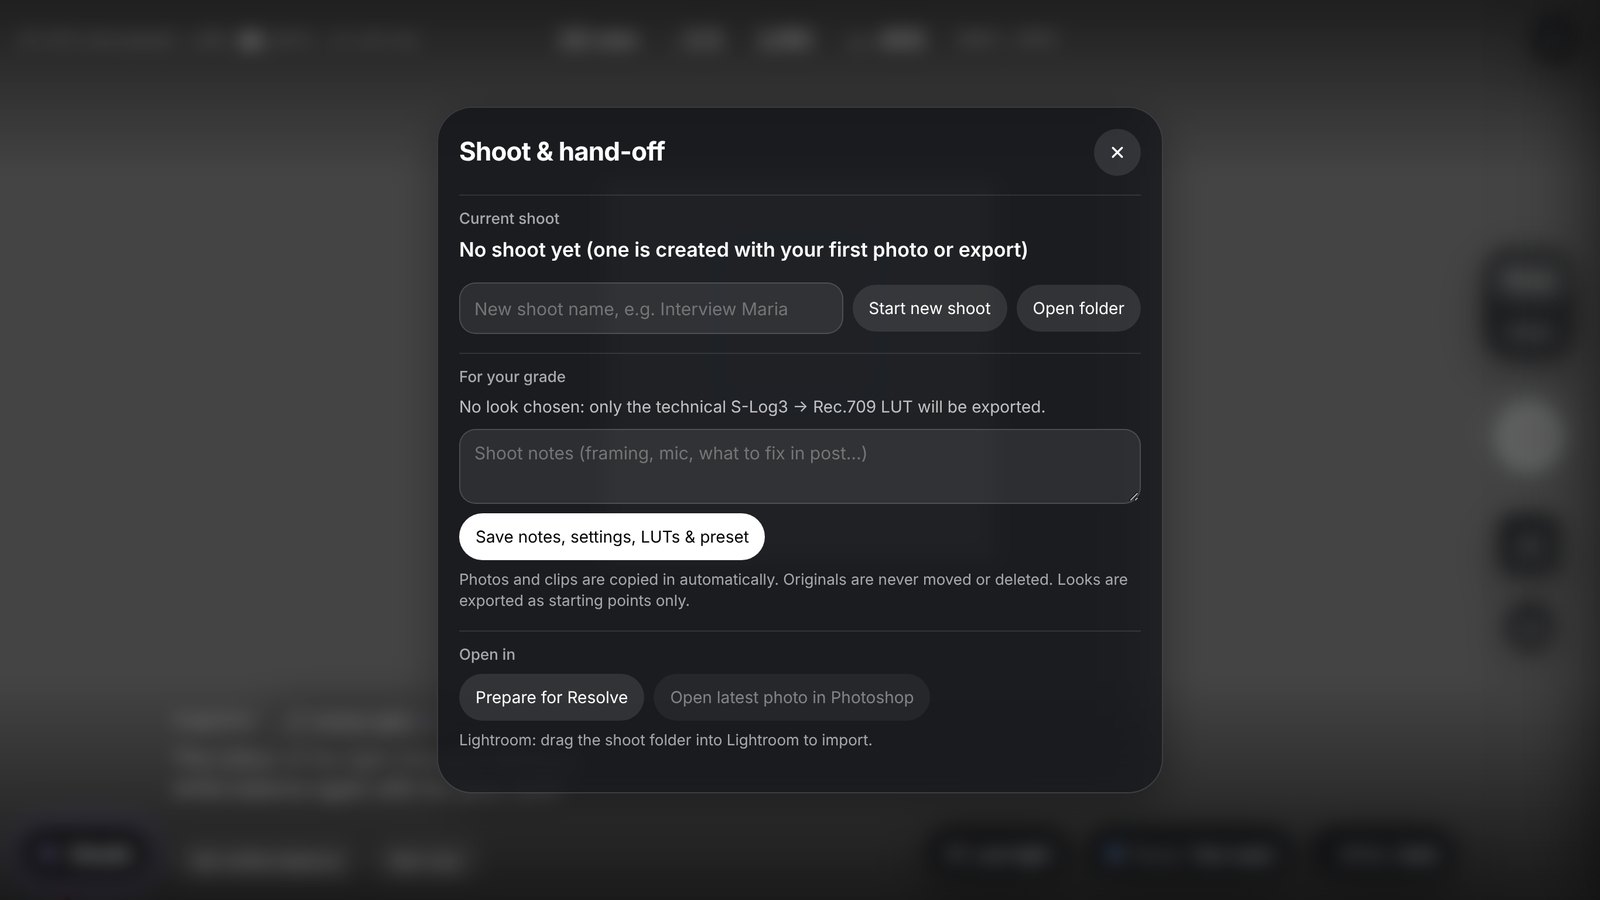 Shoot & hand-off
Current shoot
No shoot yet (one is created with your first photo or export)
New shoot name, e.g. Interview Maria
Start new shoot
Open folder
For your grade
No look chosen: only the technical S-Log3 → Rec.709 LUT will be exported.
Shoot notes (framing, mic, what to fix in post...)
Save notes, settings, LUTs & preset
Photos and clips are copied in automatically. Originals are never moved or deleted. Looks are
exported as starting points only.
Open in
Prepare for Resolve
Open latest photo in Photoshop
Lightroom: drag the shoot folder into Lightroom to import.